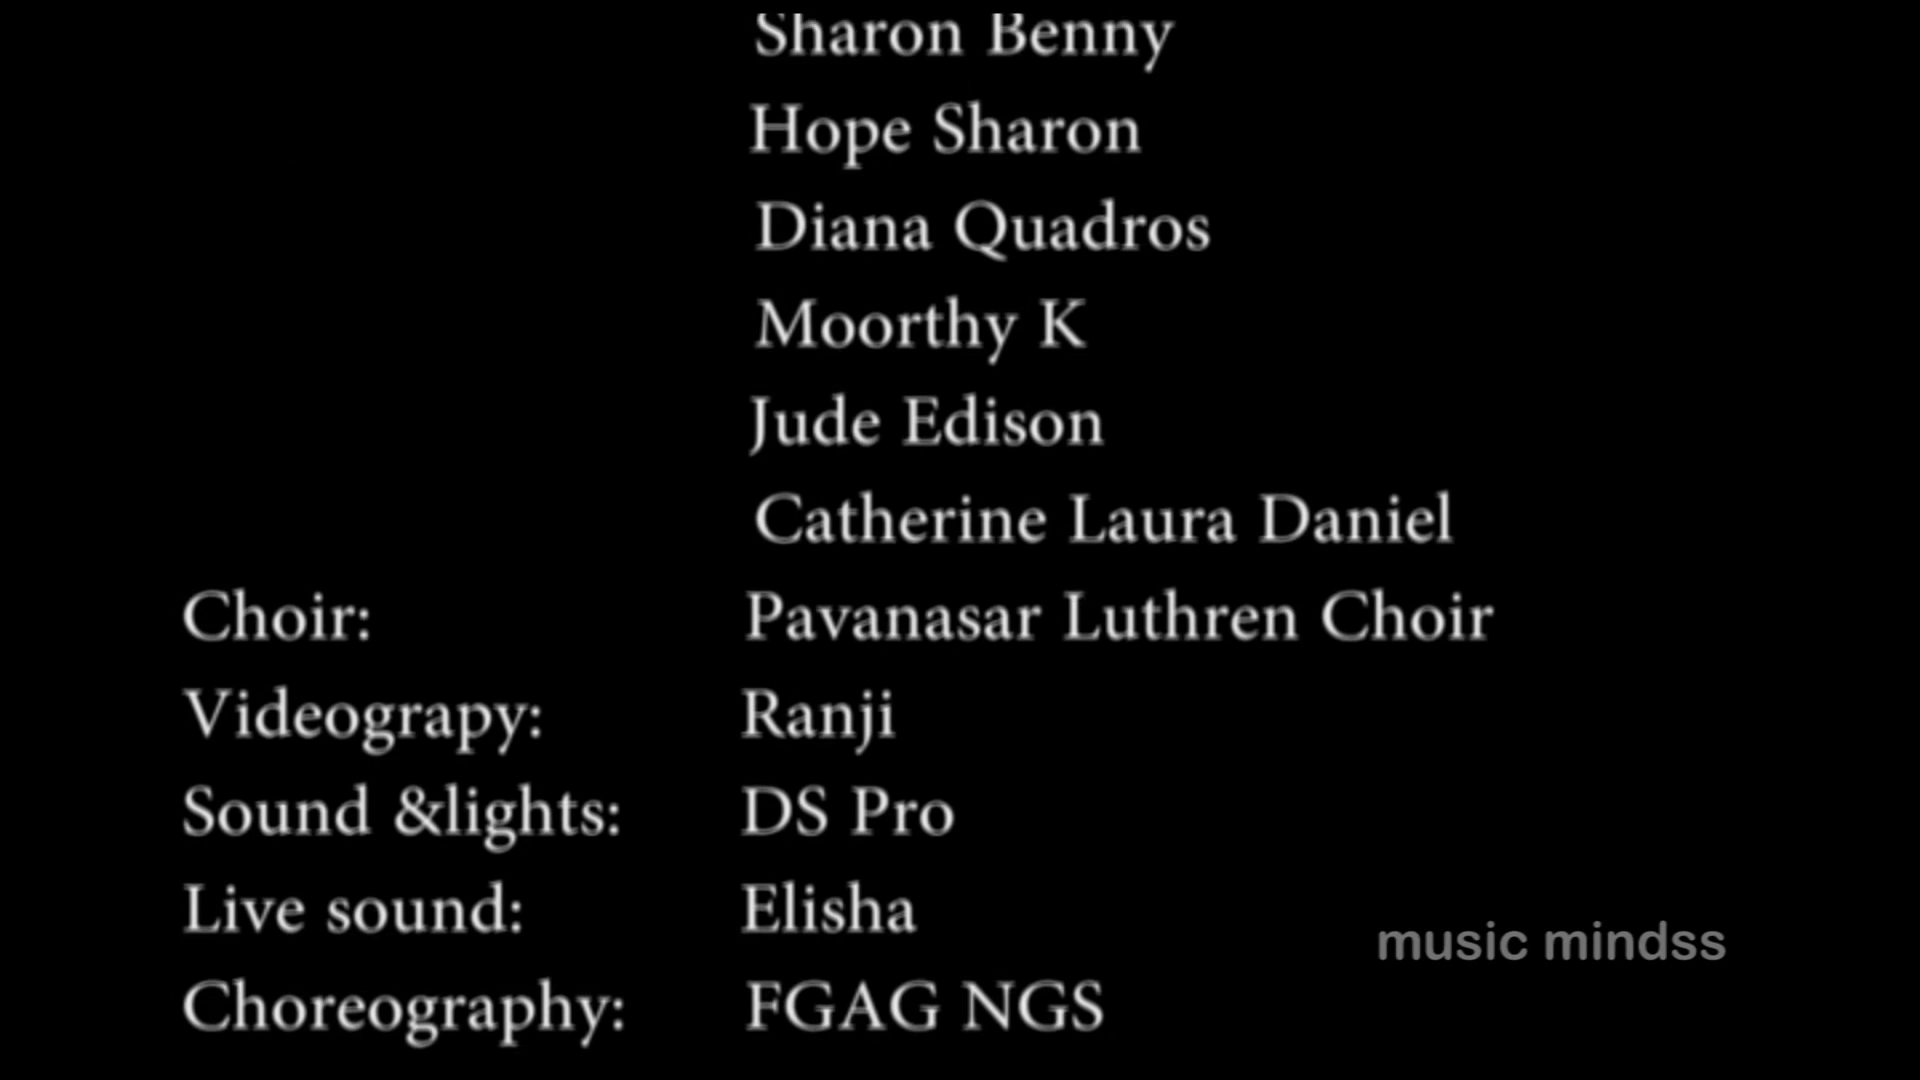 Sharon Benny
Hope Sharon
Diana Quadros
Moorthy K
Jude Edison
Catherine Laura Daniel
Choir: Pavanasar Luthren Choir
Videograpy: Ranji
Sound &lights: DS Pro
Live sound: Elisha
music mindss
Choreography: FGAG NGS